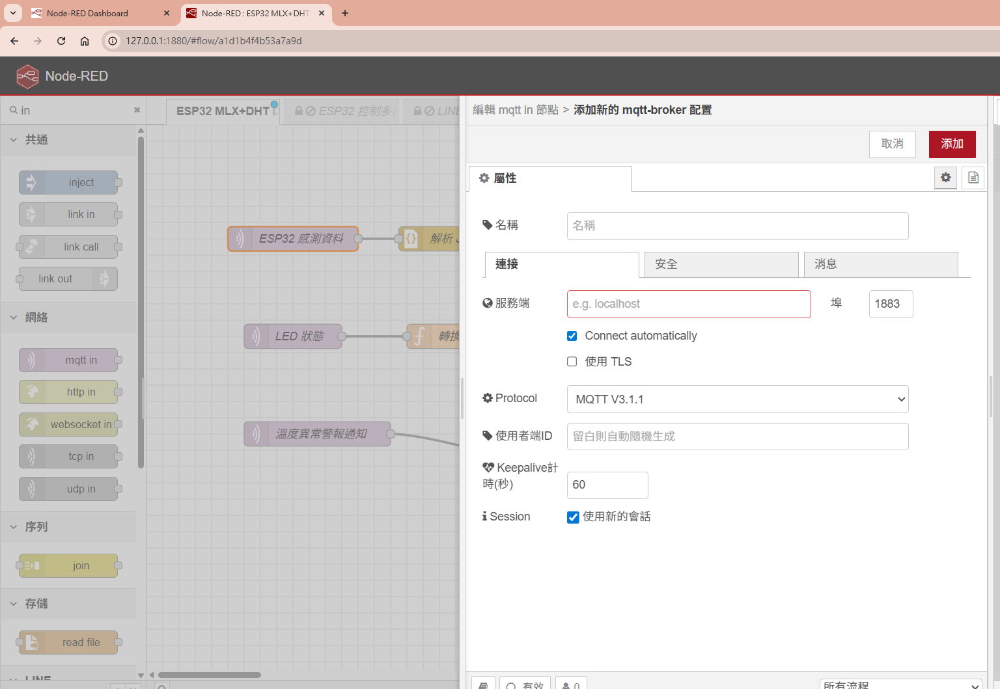 Node-RED Dashboard
Node-RED : ESP32 MLX+DHT
127.0.0.1:1880/#flow/a1d1b4f4b53a7a9d
Node-RED
in
共通
inject
link in
link call
link out
網絡
mqtt in
http in
websocket in
tcp in
udp in
序列
join
存儲
read file
LINE
ESP32 MLX+DHT
ESP32 控制多
LINE
ESP32 感測資料
解析
LED 狀態
轉換
溫度異常警報通知
編輯 mqtt in 節點 > 添加新的 mqtt-broker 配置
取消
添加
屬性
名稱
名稱
連接
安全
消息
服務端
e.g. localhost
埠
1883
Connect automatically
使用 TLS
Protocol
MQTT V3.1.1
使用者端ID
留白則自動隨機生成
Keepalive計時(秒)
60
Session
使用新的會話
有效
0
所有流程